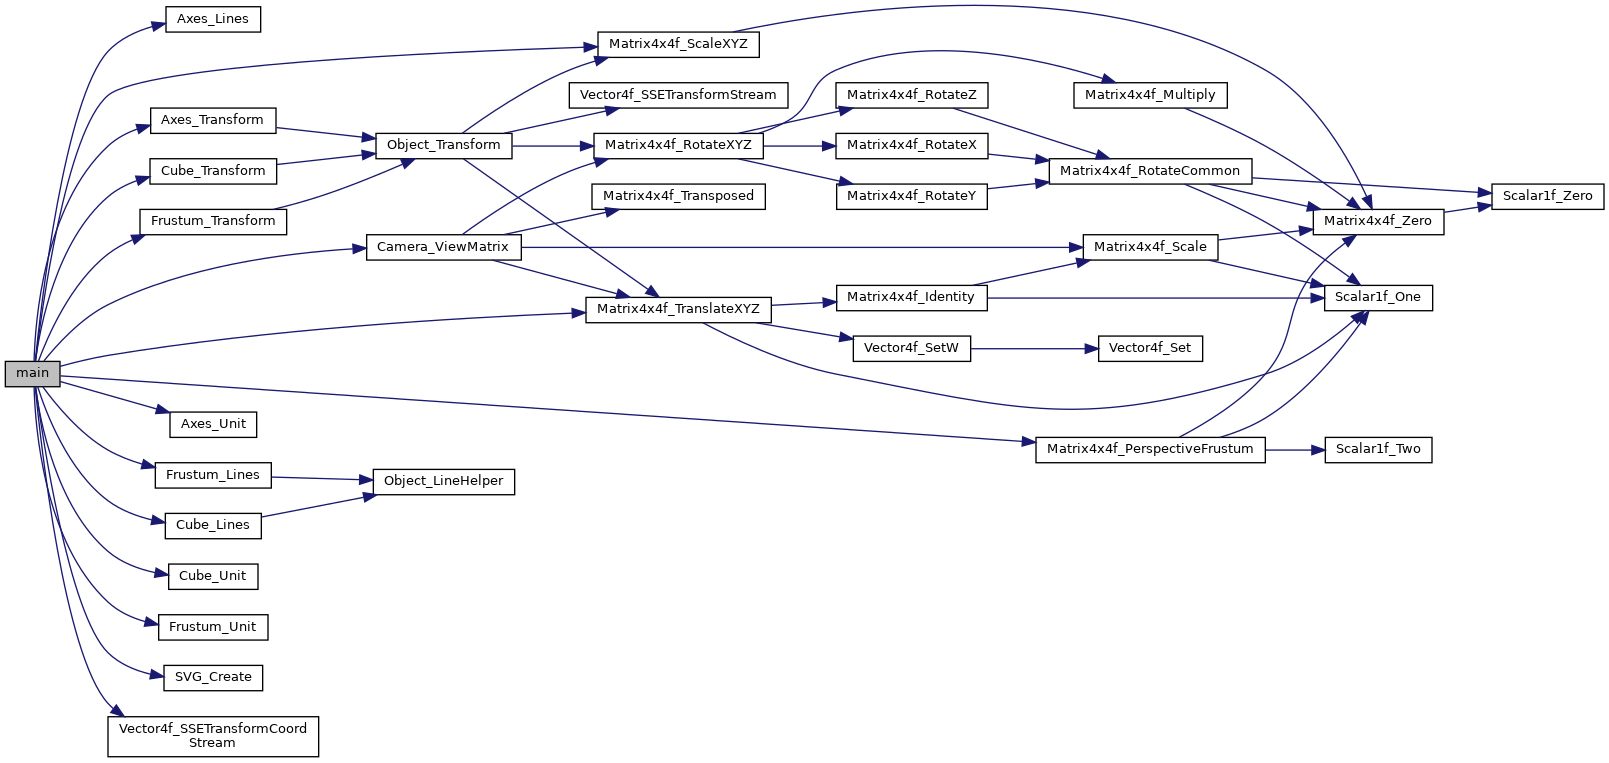 Axes_Lines
Matrix4x4f_ScaleXYZ
Vector4f_SSETransformStream
Matrix4x4f_RotateZ
Matrix4x4f_Multiply
Axes_Transform
Object_Transform
Matrix4x4f_RotateXYZ
Matrix4x4f_RotateX
Cube_Transform
Matrix4x4f_RotateCommon
Matrix4x4f_Transposed
Matrix4x4f_RotateY
Scalar1f_Zero
Frustum_Transform
Matrix4x4f_Zero
Camera_ViewMatrix
Matrix4x4f_Scale
Matrix4x4f_Identity
Scalar1f_One
Matrix4x4f_TranslateXYZ
Vector4f_SetW
Vector4f_Set
main
Axes_Unit
Matrix4x4f_PerspectiveFrustum
Scalar1f_Two
Frustum_Lines
Object_LineHelper
Cube_Lines
Cube_Unit
Frustum_Unit
SVG_Create
Vector4f_SSETransformCoord
Stream